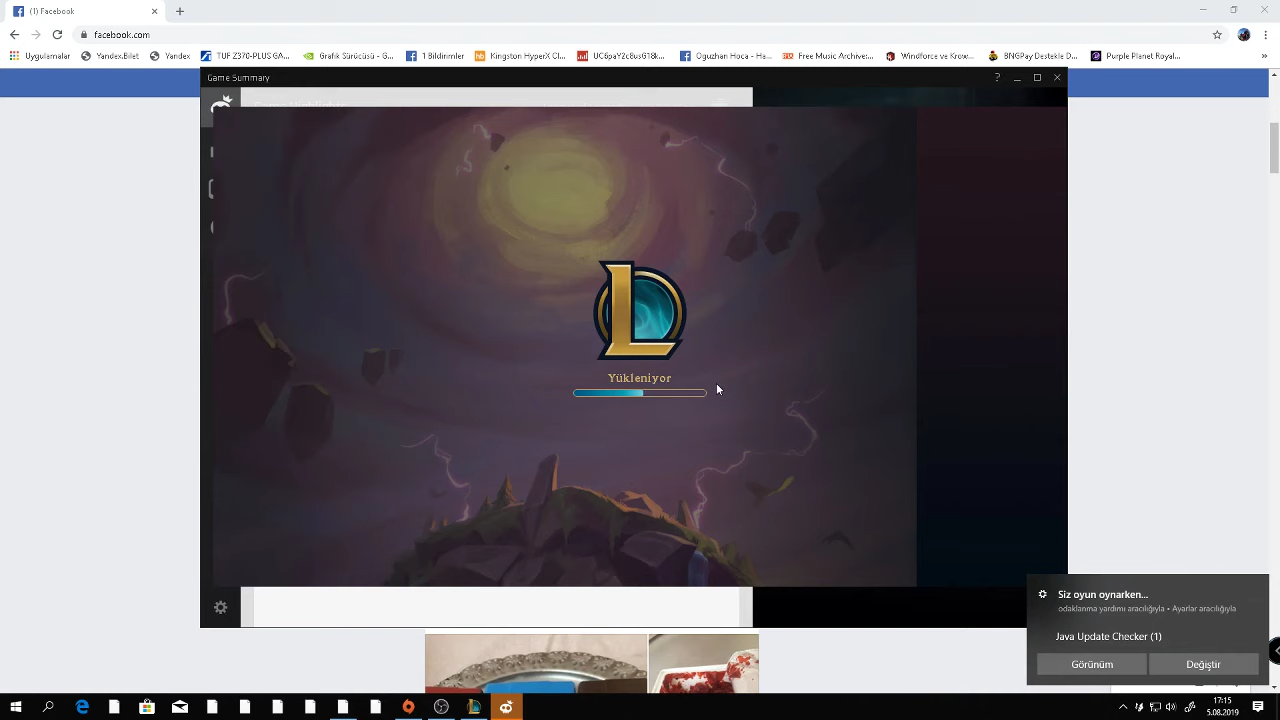 (1) Facebook
facebook.com
Uygulamalar
Yandex.Bilet
Yandex
TUF Z370-PLUS GA...
Grafik Sürücüsü - G...
1 Bildirimler
Kingston HyperX Cl...
UC6paY2c8usG18k...
Oguzhan Hoca - Ha...
Free Music Archive...
Windforce ve Krow...
BNGPay Destekle D...
Purple Planet Royal...
Game Summary
Yükleniyor
Siz oyun oynarken...
odaklanma yardımı aracılığıyla • Ayarlar aracılığıyla
Java Update Checker (1)
Görünüm
Değiştir
17:15
5.08.2019